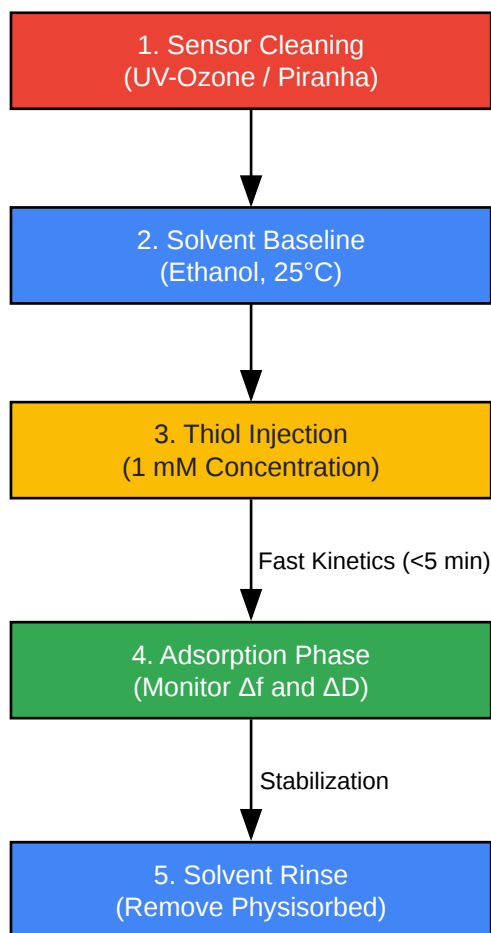 1. Sensor Cleaning
(UV-Ozone / Piranha)
2. Solvent Baseline
(Ethanol, 25°C)
3. Thiol Injection
(1 mM Concentration)
Fast Kinetics (<5 min)
4. Adsorption Phase
(Monitor Δf and ΔD)
Stabilization
5. Solvent Rinse
(Remove Physisorbed)